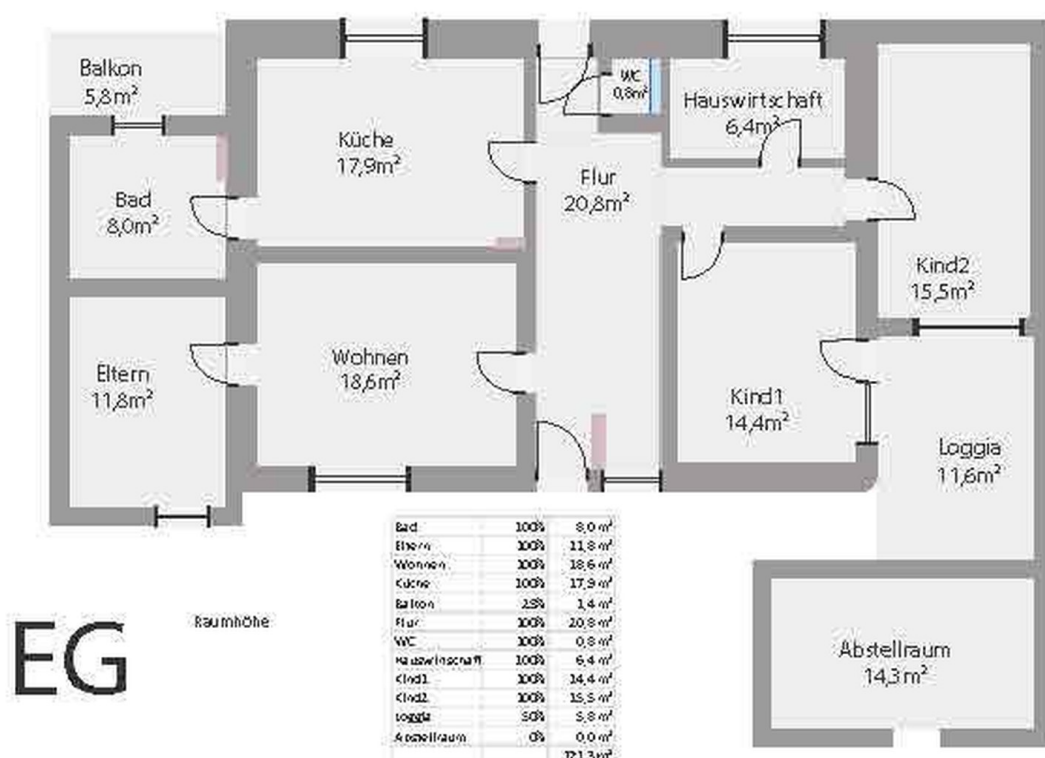 Balkon
5,8m²
WC
0,8m²
Hauswirtschaft
6,4m²
Küche
17,9m²
Flur
20,8m²
Bad
8,0m²
Kind2
15,5m²
Wohnen
18,6m²
Eltern
11,8m²
Kind1
14,4m²
Loggia
11,6m²
Bad 100% 8,0 m²
Eltern 100% 11,8 m²
Wohnen 100% 18,6 m²
Küche 100% 17,9 m²
Balkon 25% 1,4 m²
Flur 100% 20,8 m²
WC 100% 0,8 m²
Hauswirtschaft 100% 6,4 m²
Kind1 100% 14,4 m²
Kind2 100% 15,5 m²
Loggia 50% 5,8 m²
Abstellraum 0% 0,0 m²
121,3 m²
EG
Raumhöhe
Abstellraum
14,3m²